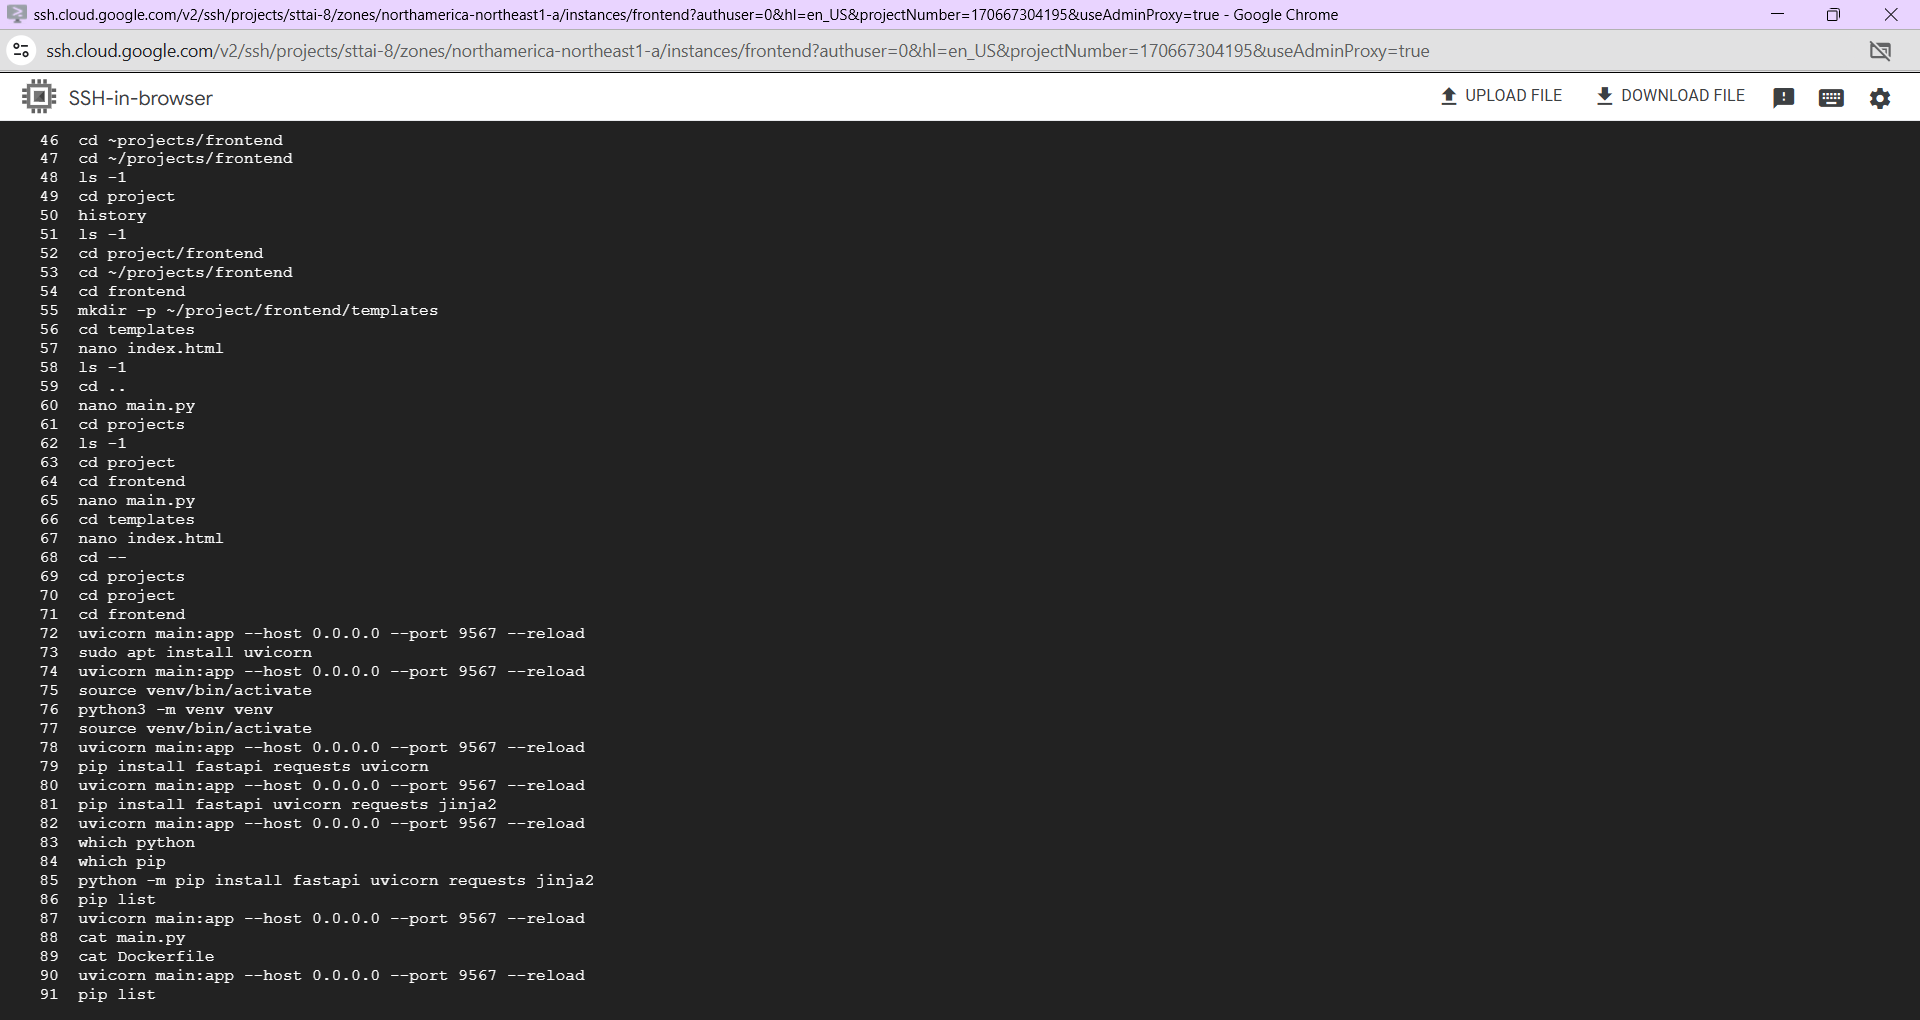 ssh.cloud.google.com/v2/ssh/projects/sttai-8/zones/northamerica-northeast1-a/instances/frontend?authuser=0&hl=en_US&projectNumber=170667304195&useAdminProxy=true - Google Chrome
ssh.cloud.google.com/v2/ssh/projects/sttai-8/zones/northamerica-northeast1-a/instances/frontend?authuser=0&hl=en_US&projectNumber=170667304195&useAdminProxy=true
SSH-in-browser UPLOAD FILE DOWNLOAD FILE
46 cd ~projects/frontend
47 cd ~/projects/frontend
48 ls -l
49 cd project
50 history
51 ls -l
52 cd project/frontend
53 cd ~/projects/frontend
54 cd frontend
55 mkdir -p ~/project/frontend/templates
56 cd templates
57 nano index.html
58 ls -l
59 cd ..
60 nano main.py
61 cd projects
62 ls -l
63 cd project
64 cd frontend
65 nano main.py
66 cd templates
67 nano index.html
68 cd --
69 cd projects
70 cd project
71 cd frontend
72 uvicorn main:app --host 0.0.0.0 --port 9567 --reload
73 sudo apt install uvicorn
74 uvicorn main:app --host 0.0.0.0 --port 9567 --reload
75 source venv/bin/activate
76 python3 -m venv venv
77 source venv/bin/activate
78 uvicorn main:app --host 0.0.0.0 --port 9567 --reload
79 pip install fastapi requests uvicorn
80 uvicorn main:app --host 0.0.0.0 --port 9567 --reload
81 pip install fastapi uvicorn requests jinja2
82 uvicorn main:app --host 0.0.0.0 --port 9567 --reload
83 which python
84 which pip
85 python -m pip install fastapi uvicorn requests jinja2
86 pip list
87 uvicorn main:app --host 0.0.0.0 --port 9567 --reload
88 cat main.py
89 cat Dockerfile
90 uvicorn main:app --host 0.0.0.0 --port 9567 --reload
91 pip list